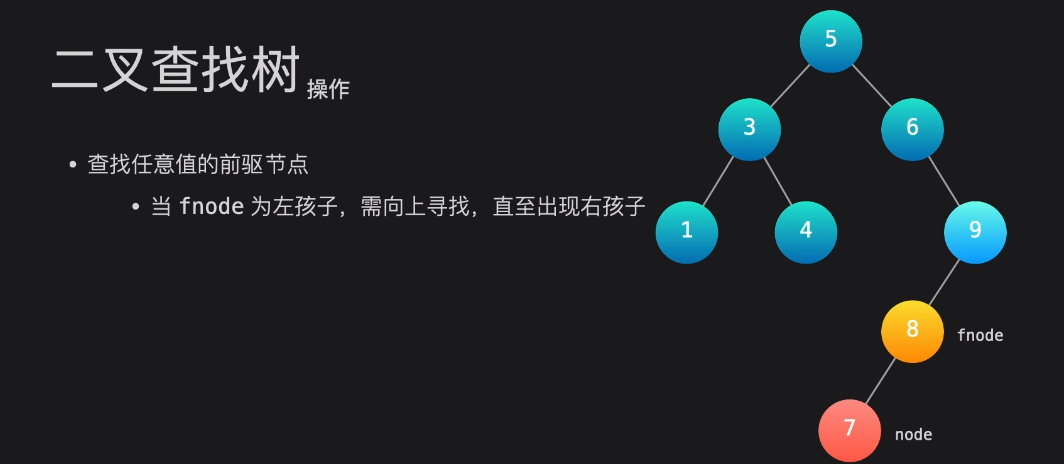 二叉查找树 操作
• 查找任意值的前驱节点
• 当 fnode 为左孩子，需向上寻找，直至出现右孩子
5
3
6
1
4
9
8
fnode
7
node